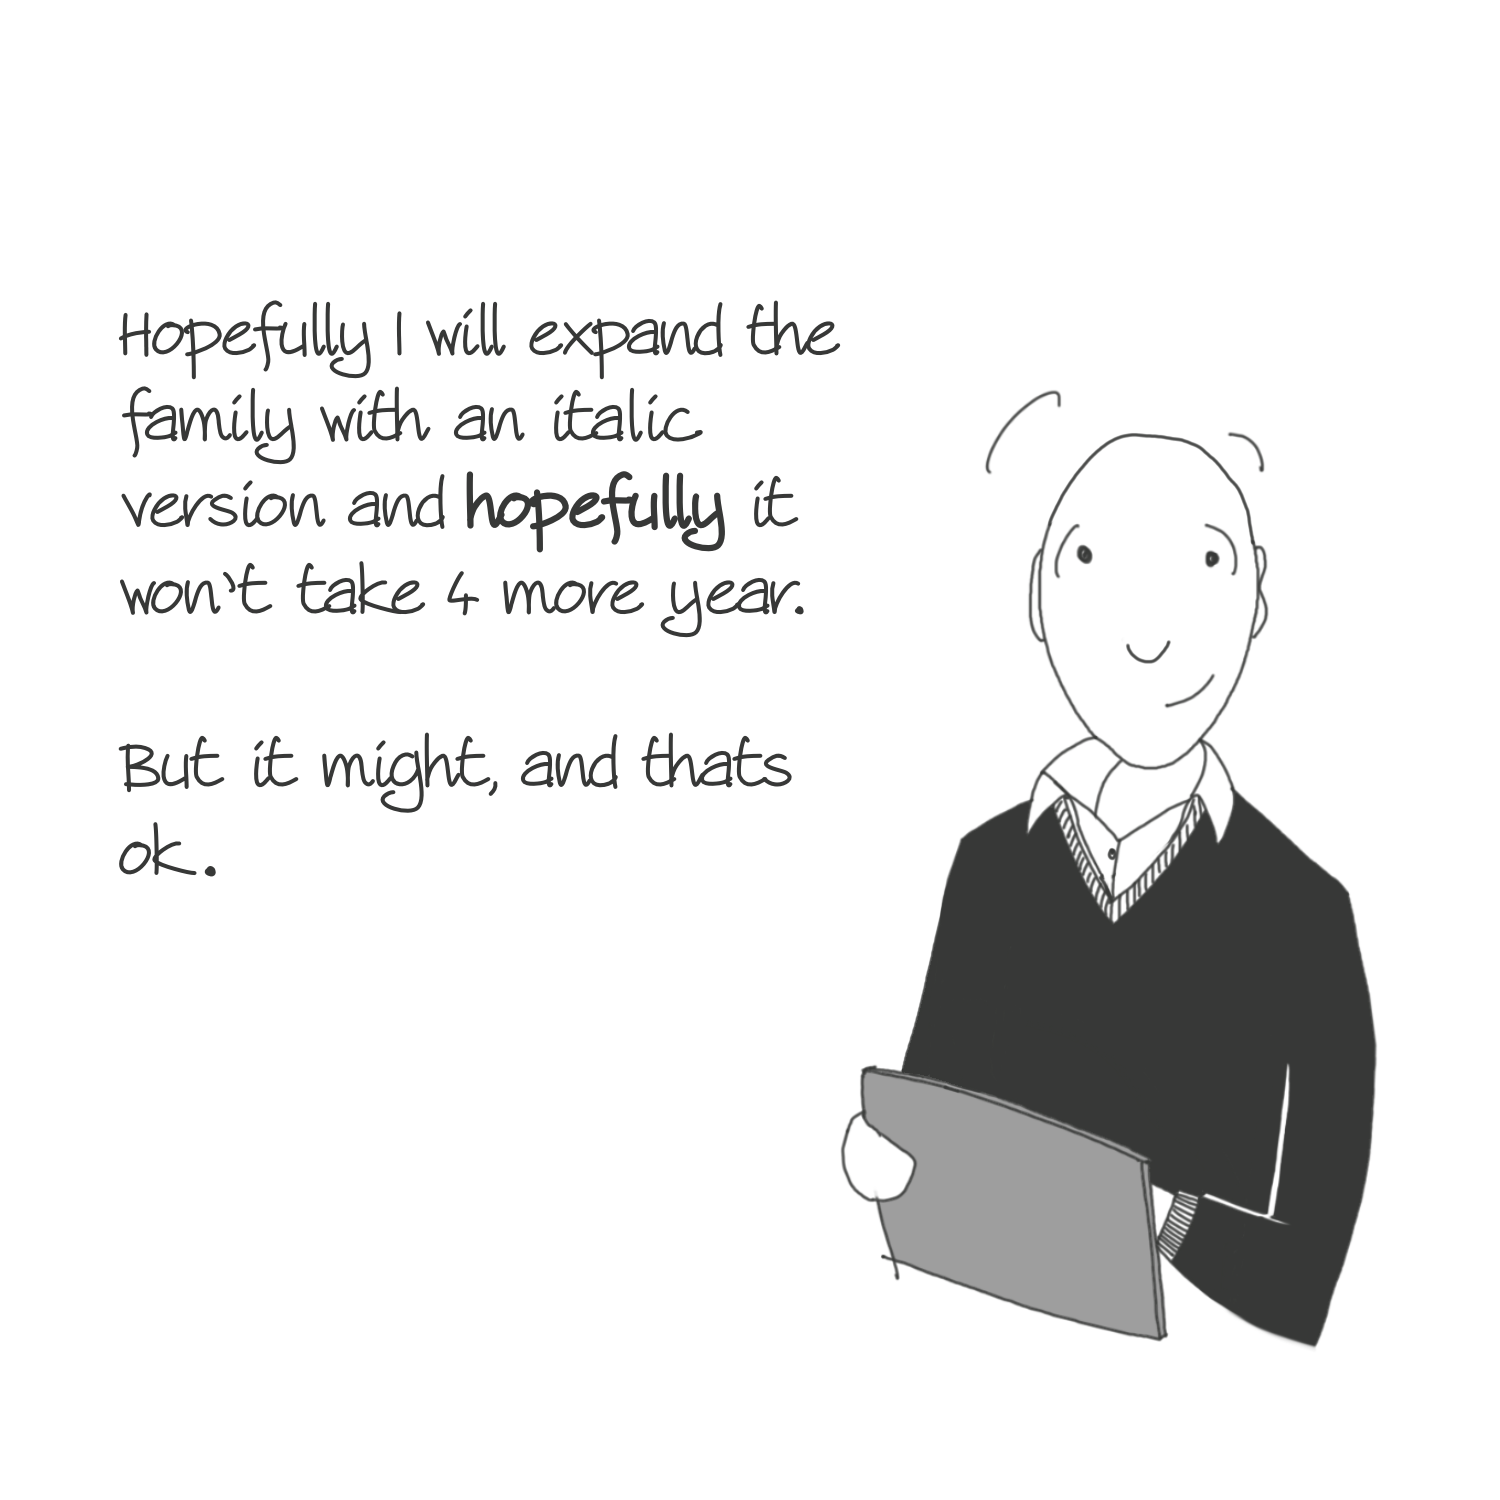 Hopefully I will expand the
family with an italic
version and hopefully it
won't take 4 more year.
But it might, and thats
ok.